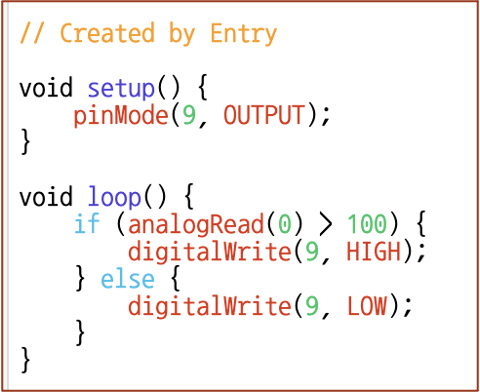 // Created by Entry
void setup() {
    pinMode(9, OUTPUT);
}
void loop() {
    if (analogRead(0) > 100) {
        digitalWrite(9, HIGH);
    } else {
        digitalWrite(9, LOW);
    }
}